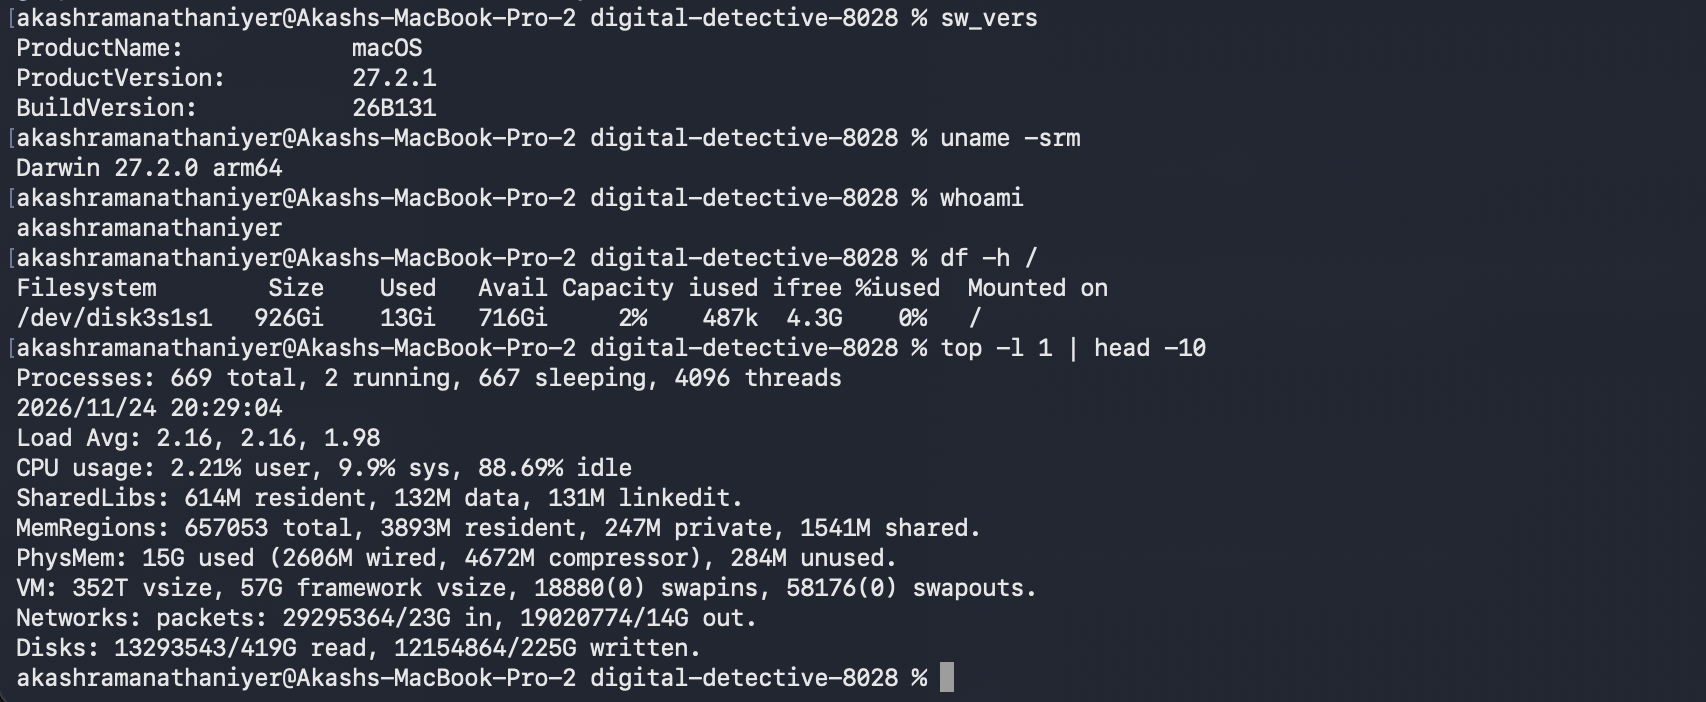 [akashramanathaniyer@Akashs-MacBook-Pro-2 digital-detective-8028 % sw_vers
ProductName: macOS
ProductVersion: 27.2.1
BuildVersion: 26B131
[akashramanathaniyer@Akashs-MacBook-Pro-2 digital-detective-8028 % uname -srm
Darwin 27.2.0 arm64
[akashramanathaniyer@Akashs-MacBook-Pro-2 digital-detective-8028 % whoami
akashramanathaniyer
[akashramanathaniyer@Akashs-MacBook-Pro-2 digital-detective-8028 % df -h /
Filesystem Size Used Avail Capacity iused ifree %iused Mounted on
/dev/disk3s1s1 926Gi 13Gi 716Gi 2% 487k 4.3G 0% /
[akashramanathaniyer@Akashs-MacBook-Pro-2 digital-detective-8028 % top -l 1 | head -10
Processes: 669 total, 2 running, 667 sleeping, 4096 threads
2026/11/24 20:29:04
Load Avg: 2.16, 2.16, 1.98
CPU usage: 2.21% user, 9.9% sys, 88.69% idle
SharedLibs: 614M resident, 132M data, 131M linkedit.
MemRegions: 657053 total, 3893M resident, 247M private, 1541M shared.
PhysMem: 15G used (2606M wired, 4672M compressor), 284M unused.
VM: 352T vsize, 57G framework vsize, 18880(0) swapins, 58176(0) swapouts.
Networks: packets: 29295364/23G in, 19020774/14G out.
Disks: 13293543/419G read, 12154864/225G written.
akashramanathaniyer@Akashs-MacBook-Pro-2 digital-detective-8028 %